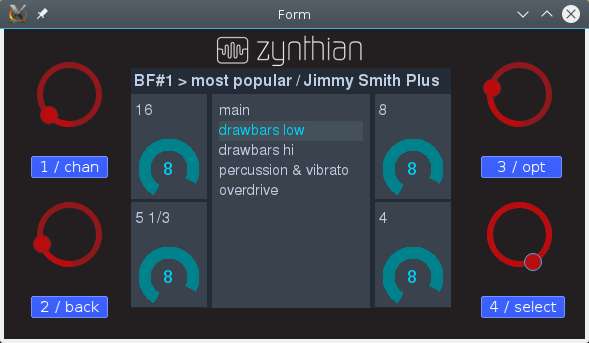 Form
zynthian
BF#1 > most popular / Jimmy Smith Plus
1 / chan
16
8
main
drawbars low
drawbars hi
percussion & vibrato
overdrive
8
8
3 / opt
2 / back
5 1/3
8
4
8
4 / select